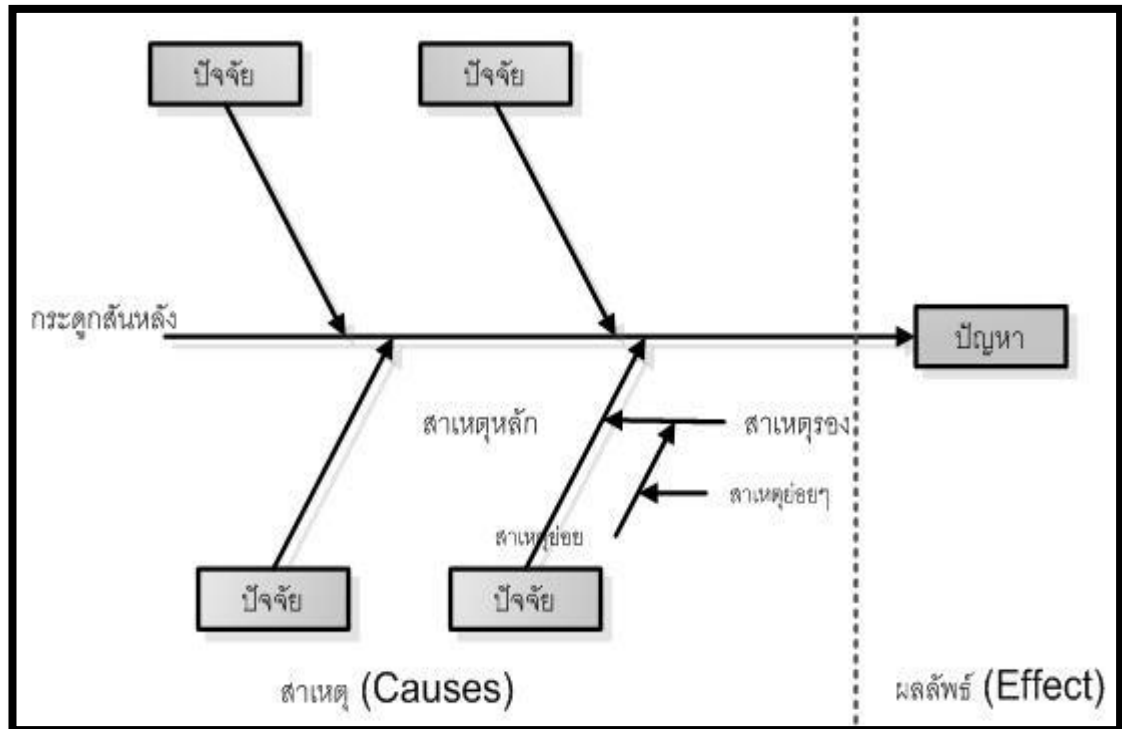 ปัจจัย
ปัจจัย
กระดูกสันหลัง
ปัญหา
สาเหตุหลัก
สาเหตุรอง
สาเหตุย่อยๆ
สาเหตุย่อย
ปัจจัย
ปัจจัย
สาเหตุ (Causes)
ผลลัพธ์ (Effect)